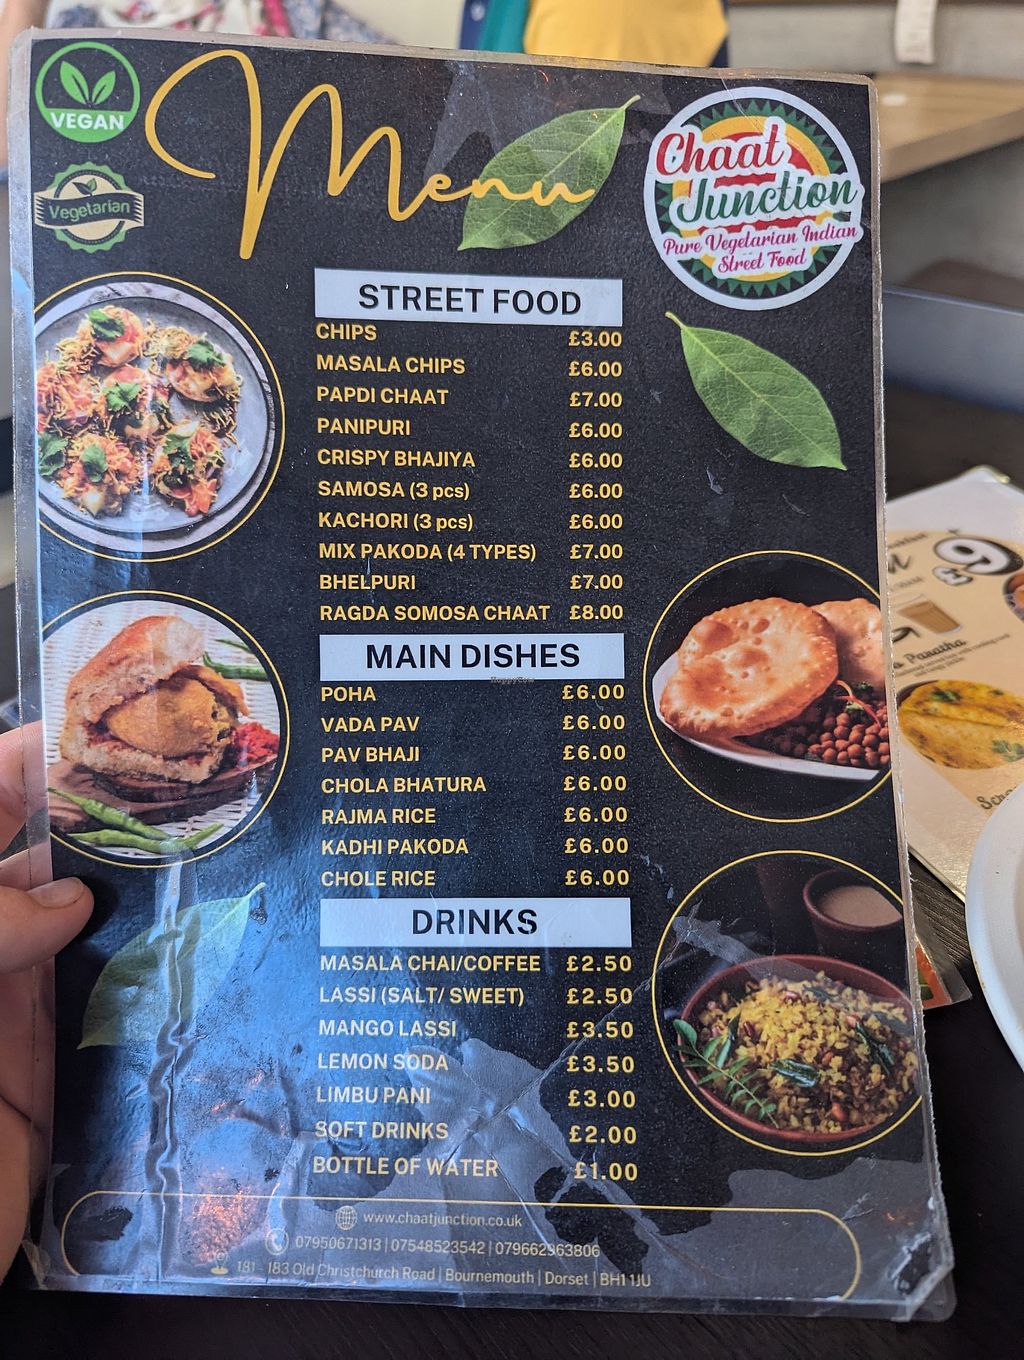 VEGAN
Vegetarian
Menu
Chaat
Junction
Pure Vegetarian Indian
Street Food
STREET FOOD
CHIPS £3.00
MASALA CHIPS £6.00
PAPDI CHAAT £7.00
PANIPURI £6.00
CRISPY BHAJIYA £6.00
SAMOSA (3 pcs) £6.00
KACHORI (3 pcs) £6.00
MIX PAKODA (4 TYPES) £7.00
BHELPURI £7.00
RAGDA SOMOSA CHAAT £8.00
MAIN DISHES
HappyCow
POHA £6.00
VADA PAV £6.00
PAV BHAJI £6.00
CHOLA BHATURA £6.00
RAJMA RICE £6.00
KADHI PAKODA £6.00
CHOLE RICE £6.00
DRINKS
MASALA CHAI/COFFEE £2.50
LASSI (SALT/ SWEET) £2.50
MANGO LASSI £3.50
LEMON SODA £3.50
LIMBU PANI £3.00
SOFT DRINKS £2.00
BOTTLE OF WATER £1.00
www.chaatjunction.co.uk
07950671313 | 07548523542 | 079662963806
181 - 183 Old Christchurch Road | Bournemouth | Dorset | BH1 1JU
£9
Paratha